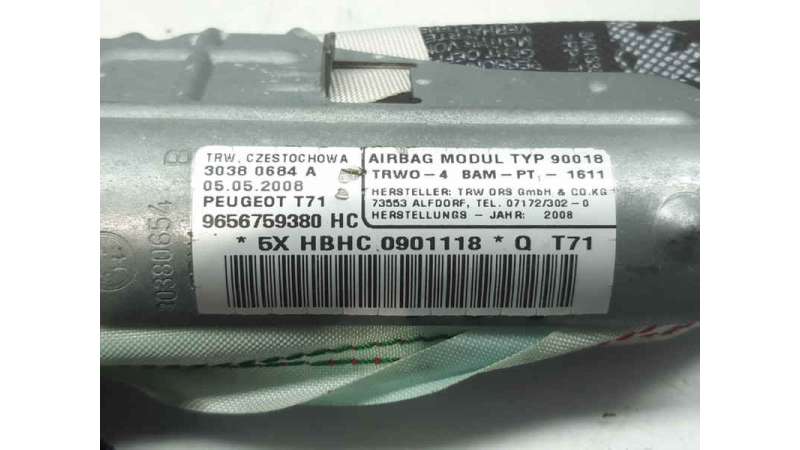 TRW, CZESTOCHOWA
3038 0684 A
05.05.2008
PEUGEOT T71
9656759380 HC
AIRBAG MODUL TYP 90018
TRWO-4 BAM-PT, - 1611
HERSTELLER: TRW ORS GmbH & CO.KG
73553 ALFDORF, TEL. 07172/302-0
HERSTELLUNGS - JAHR: 2008
* 5X HBHC 0901118 * Q T71
B
30380654